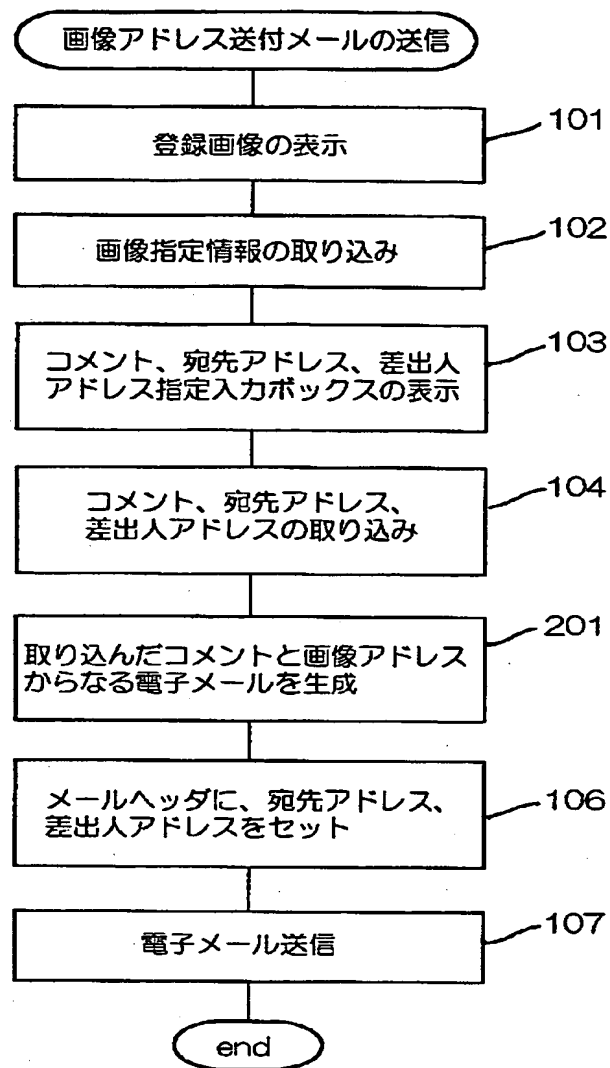 画像アドレス送付メールの送信
登録画像の表示
101
画像指定情報の取り込み
102
コメント、宛先アドレス、差出人
アドレス指定入力ボックスの表示
103
コメント、宛先アドレス、
差出人アドレスの取り込み
104
取り込んだコメントと画像アドレス
からなる電子メールを生成
201
メールヘッダに、宛先アドレス、
差出人アドレスをセット
106
電子メール送信
107
end